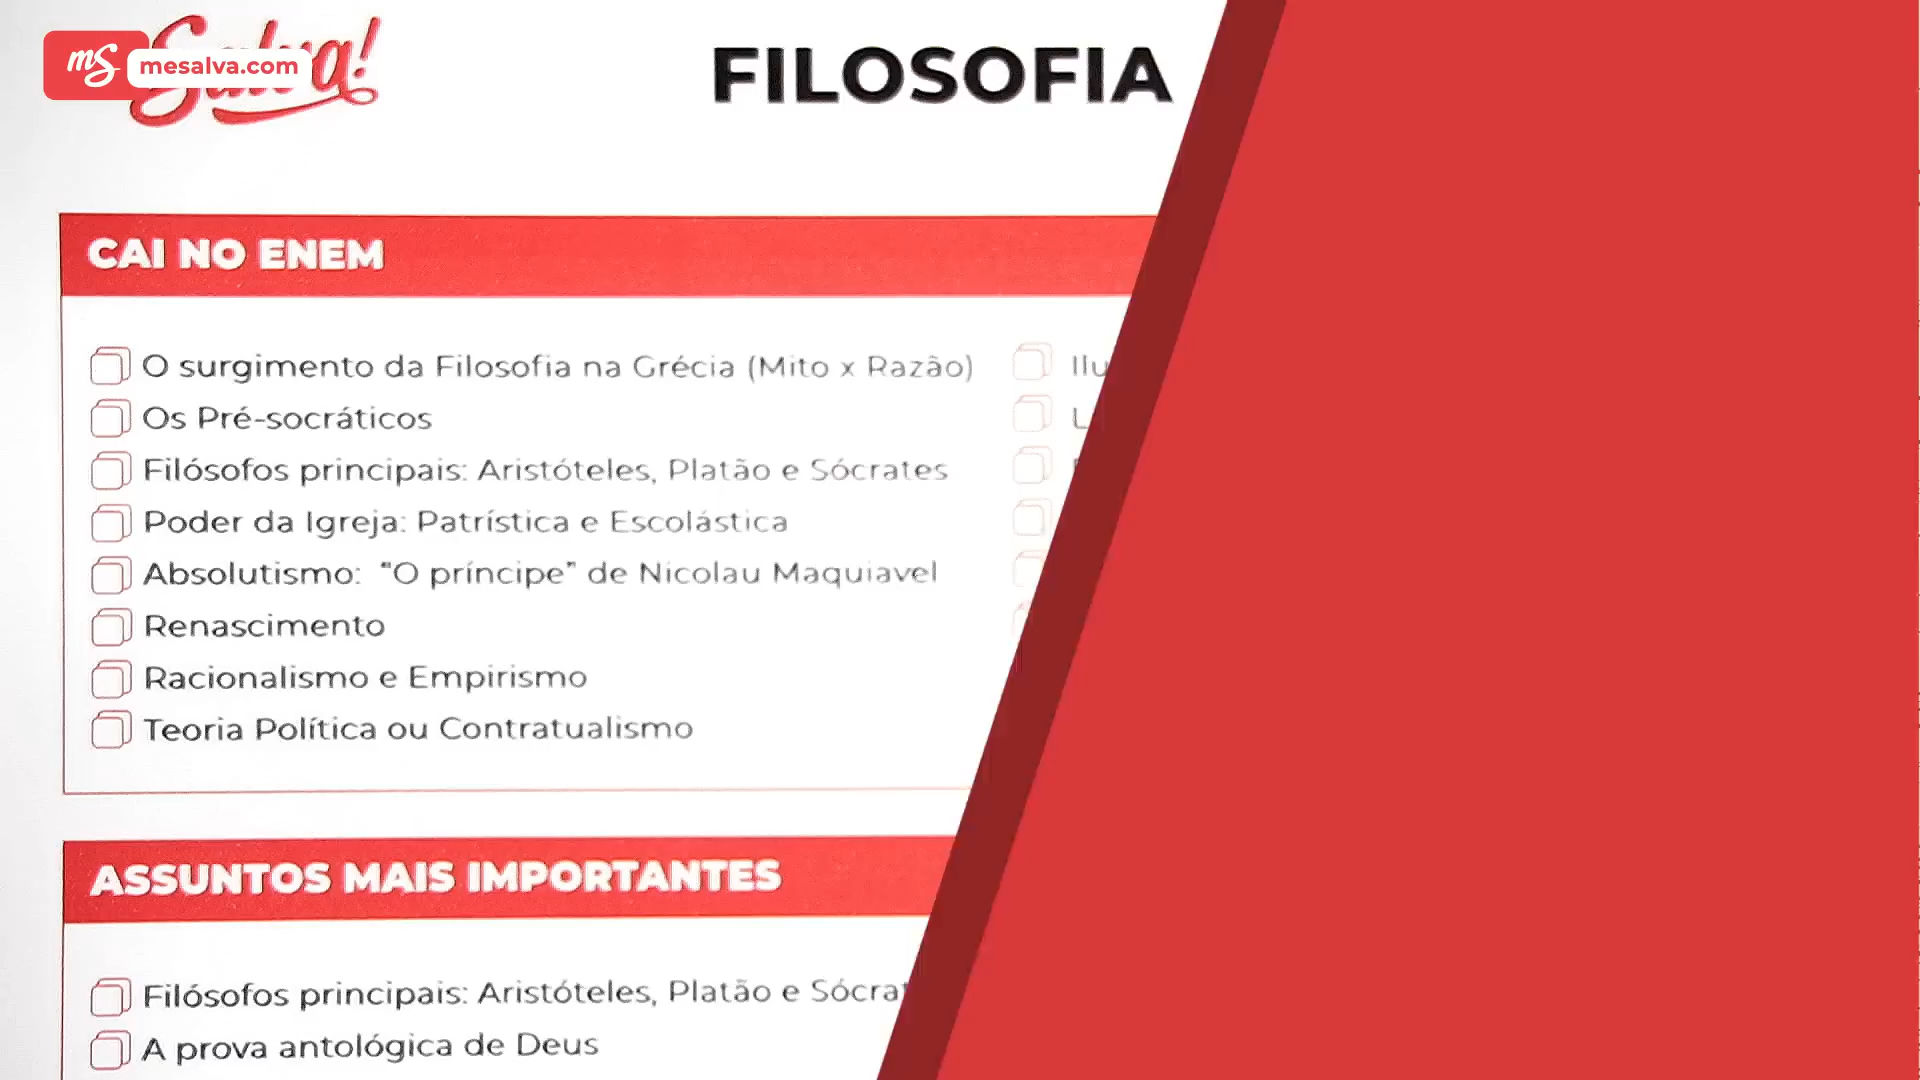 Salva!
ms
mesalva.com
FILOSOFIA
CAI NO ENEM
O surgimento da Filosofia na Grécia (Mito x Razão)
Os Pré-socráticos
Filósofos principais: Aristóteles, Platão e Sócrates
Poder da Igreja: Patrística e Escolástica
Absolutismo: “O príncipe” de Nicolau Maquiavel
Renascimento
Racionalismo e Empirismo
Teoria Política ou Contratualismo
ASSUNTOS MAIS IMPORTANTES
Filósofos principais: Aristóteles, Platão e Sócra
A prova antológica de Deus